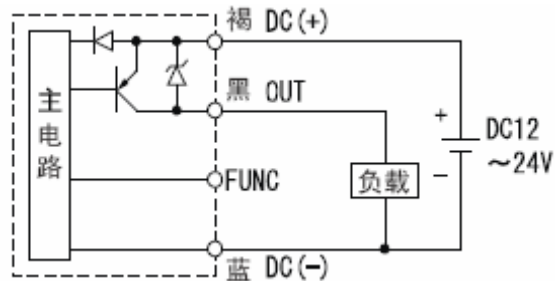 褐 DC(+)
黑 OUT
主电路
FUNC
负载
+
DC12
～24V
−
蓝 DC(−)